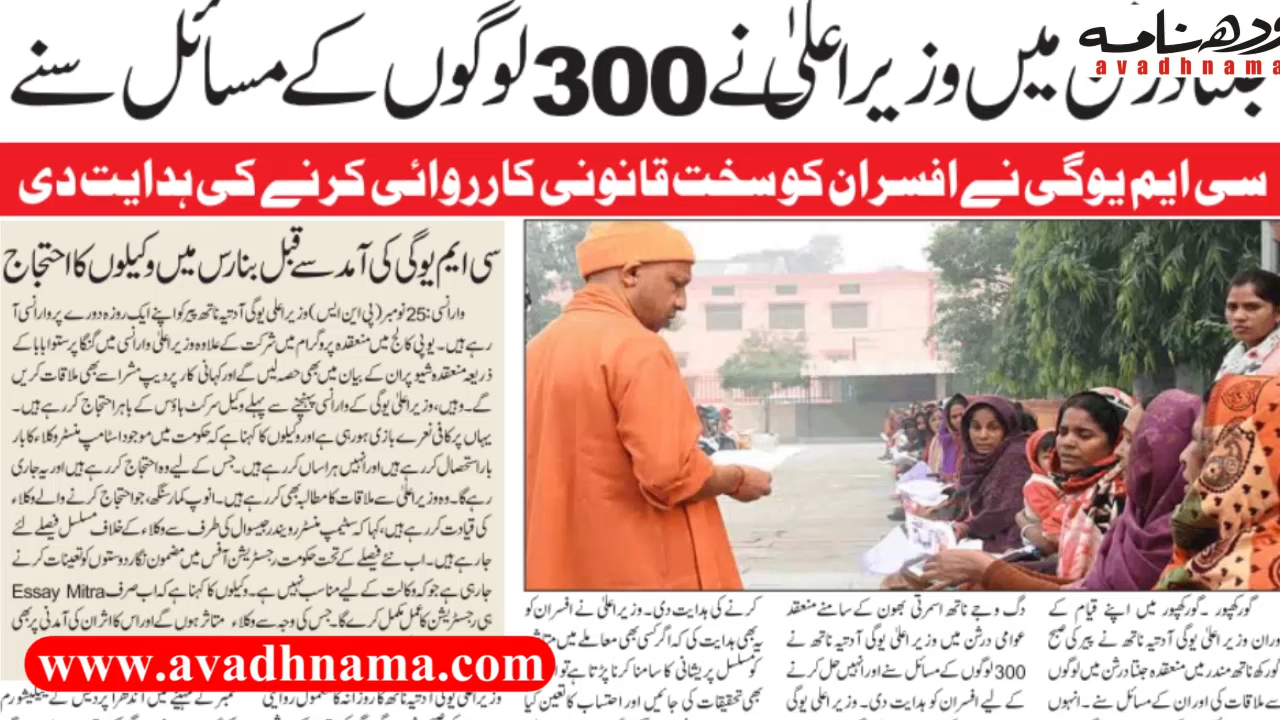 اودھ نامہ
avadhnama
جنتا درشن میں وزیر اعلیٰ نے 300 لوگوں کے مسائل سنے
سی ایم یوگی نے افسران کو سخت قانونی کارروائی کرنے کی ہدایت دی
سی ایم یوگی کی آمد سے قبل بنارس میں وکیلوں کا احتجاج
وارانسی:25نومبر(پی این ایس) وزیر اعلی یوگی آدتیہ ناتھ پیر کو اپنے ایک روزہ دورے پر وارانسی آ
رہے ہیں۔ یوپی کالج میں منعقدہ پروگرام میں شرکت کے علاوہ وزیر اعلیٰ وارانسی میں گنگا پر ستوا بابا کے
ذریعہ منعقدہ شیو پران کے بیان میں بھی حصہ لیں گے اور کہانی کار پردیپ مشرا سے بھی ملاقات کریں
گے۔ وہیں، وزیر اعلیٰ یوگی کے وارانسی پہنچنے سے پہلے وکیل سرکٹ ہاؤس کے باہر احتجاج کر رہے ہیں۔
یہاں پر کافی نعرے بازی ہو رہی ہے اور وکیلوں کا کہنا ہے کہ حکومت میں موجود اسٹامپ منسٹر وکلاء کا بار
بار استحصال کر رہے ہیں اور انہیں ہراساں کر رہے ہیں۔ جس کے لیے وہ احتجاج کر رہے ہیں اور یہ جاری
رہے گا۔ وہ وزیر اعلیٰ سے ملاقات کا مطالبہ بھی کر رہے ہیں۔ انوپ کمار سنگھ، جو احتجاج کرنے والے وکلاء
کی قیادت کر رہے ہیں، کہا کہ سٹیمپ منسٹر رویندر جیسوال کی طرف سے وکلاء کے خلاف مسلسل فیصلے لئے
جا رہے ہیں۔ اب نئے فیصلے کے تحت حکومت رجسٹریشن آفس میں مضمون نگار دوستوں کو تعینات کرنے
جا رہی ہے جو کہ وکالت کے لیے مناسب نہیں ہے۔ وکیلوں کا کہنا ہے کہ اب صرف Essay Mitra
ہی رجسٹریشن کا عمل مکمل کرے گا۔ جس کی وجہ سے وکلاء متاثر ہوں گے اور اس کا اثر ان کی آمدنی پر بھی
گورکھپور ۔گورکھپور میں اپنے قیام کے
دوران وزیر اعلیٰ یوگی آدتیہ ناتھ نے پیر کی صبح
گورکھ ناتھ مندر میں منعقدہ جنتا درشن میں لوگوں
سے ملاقات کی اور ان کے مسائل سنے ۔ انہوں
دگ وجے ناتھ اسمرتی بھون کے سامنے منعقد
عوامی درشن میں وزیر اعلیٰ یوگی آدتیہ ناتھ نے
300 لوگوں کے مسائل سنے اور انہیں حل کرنے
کے لیے افسران کو ہدایت دی۔ وزیر اعلیٰ یوگی
کرنے کی ہدایت دی۔ وزیر اعلیٰ نے افسران کو
یہ بھی ہدایت کی کہ اگر کسی بھی معاملے میں متاثرہ
کو مسلسل پریشانی کا سامنا کرنا پڑتا ہے تو
بھی تحقیقات کی جائیں اور احتساب کا تعین کیا
وزیر اعلی یوگی آدتیہ ناتھ کا روزانہ کا معمول روایتی
www.avadhnama.com